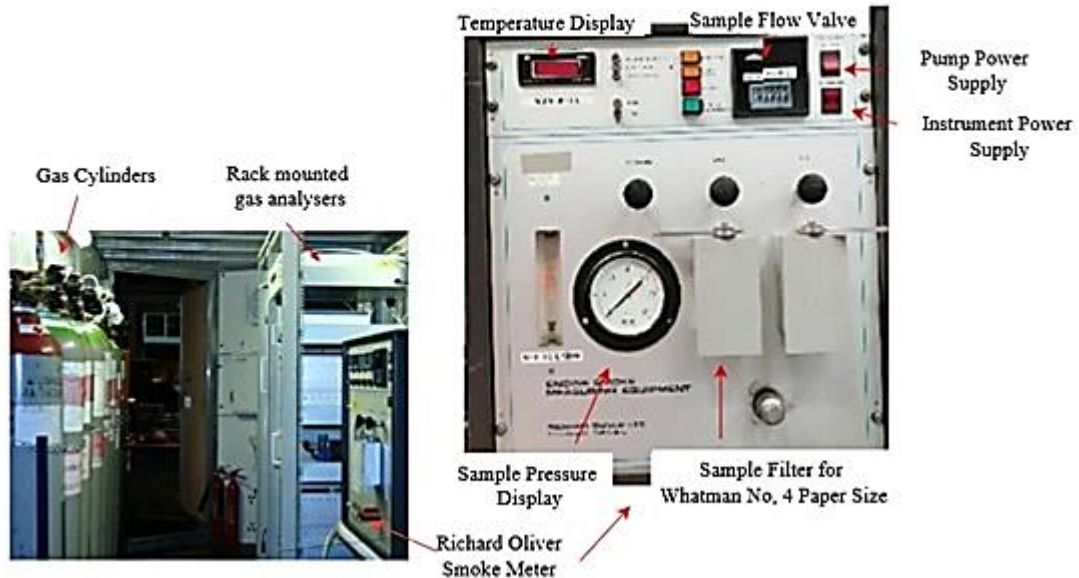 Temperature Display
Sample Flow Valve
Pump Power
Supply
Instrument Power
Supply
Gas Cylinders
Rack mounted
gas analysers
ENGINE SMOKE
MEASURING EQUIPMENT
Sample Pressure
Display
Sample Filter for
Whatman No. 4 Paper Size
Richard Oliver
Smoke Meter